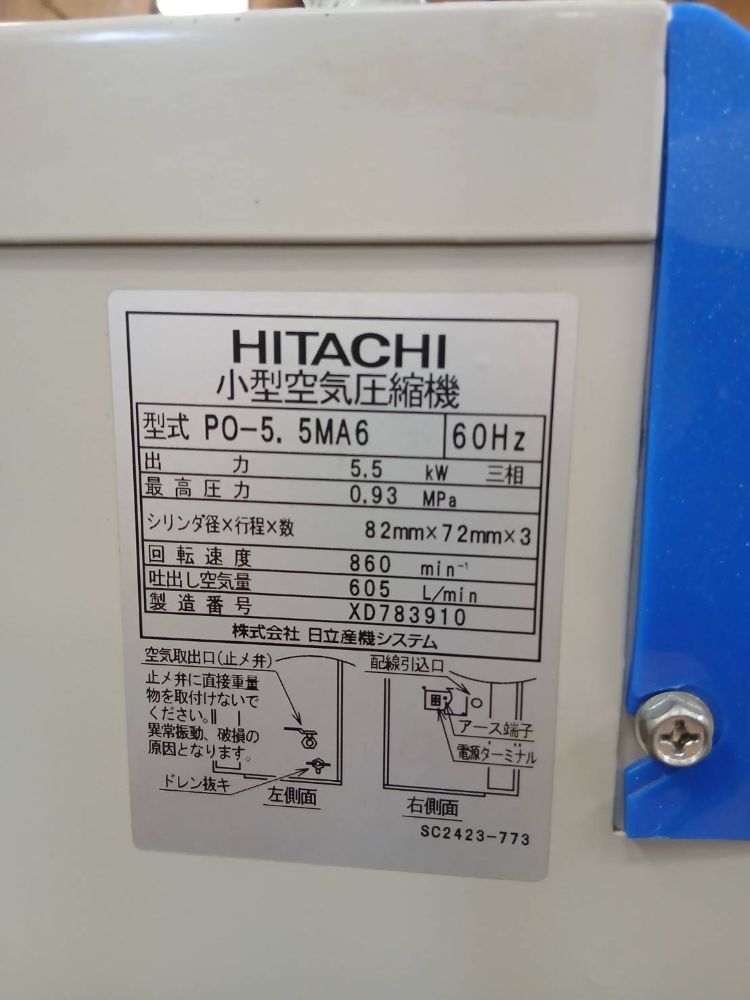 HITACHI
小型空気圧縮機
型式 PO-5.5MA6 60Hz
出力 5.5 kW 三相
最高圧力 0.93 MPa
シリンダ径×行程×数 82mm×72mm×3
回転速度 860 min⁻¹
吐出し空気量 605 L/min
製造番号 XD783910
株式会社 日立産機システム
空気取出口(止メ弁)
止メ弁に直接重量
物を取付けないで
ください。
異常振動、破損の
原因となります。
ドレン抜キ
左側面
配線引込口
アース端子
電源ターミナル
右側面
SC2423-773